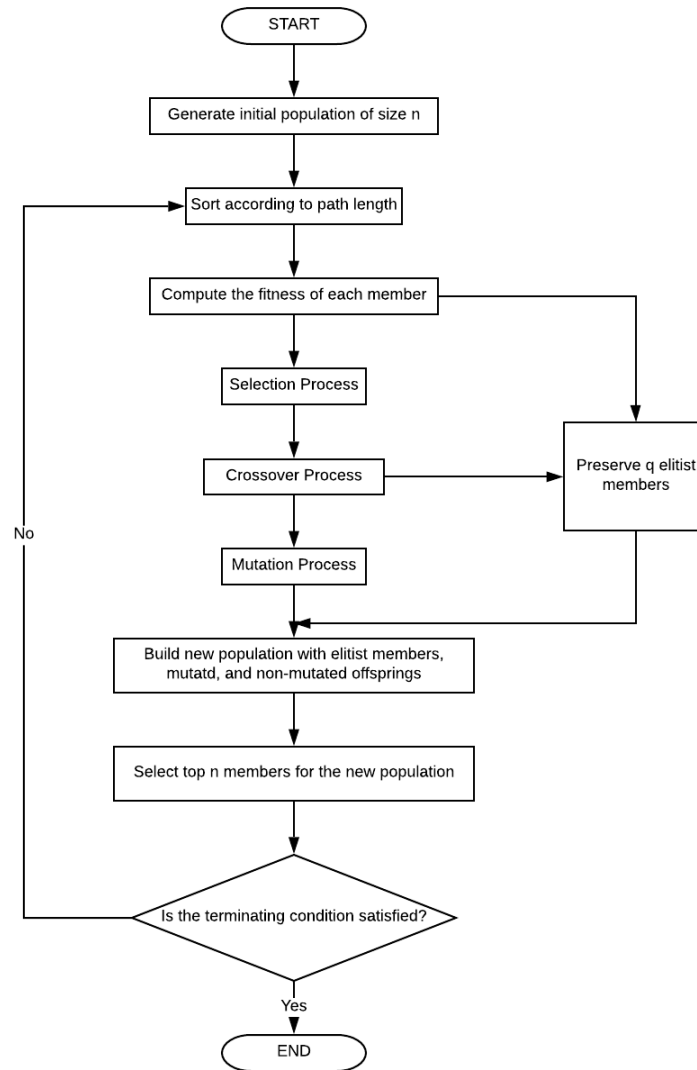 START
Generate initial population of size n
Sort according to path length
Compute the fitness of each member
Selection Process
Crossover Process
Preserve q elitist
members
No
Mutation Process
Build new population with elitist members,
mutatd, and non-mutated offsprings
Select top n members for the new population
Is the terminating condition satisfied?
Yes
END